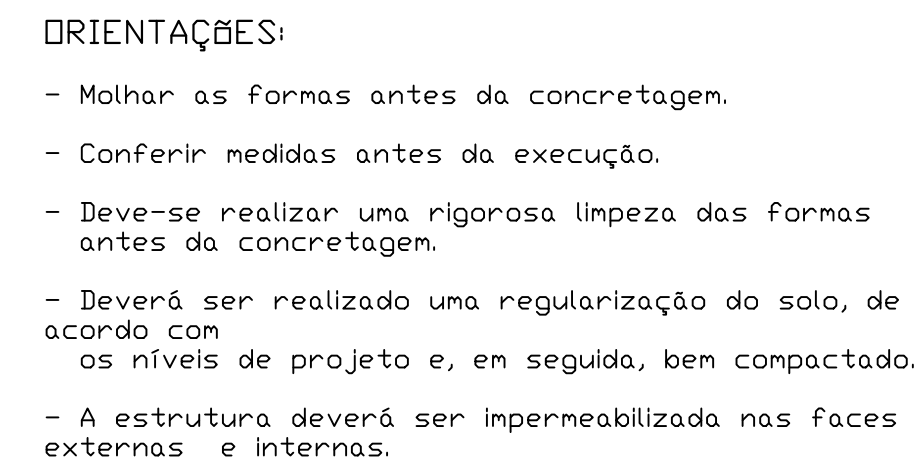 ORIENTAÇÕES:
- Molhar as formas antes da concretagem.
- Conferir medidas antes da execução.
- Deve-se realizar uma rigorosa limpeza das formas
antes da concretagem.
- Deverá ser realizado uma regularização do solo, de
acordo com
os níveis de projeto e, em seguida, bem compactado.
- A estrutura deverá ser impermeabilizada nas faces
externas  e internas.